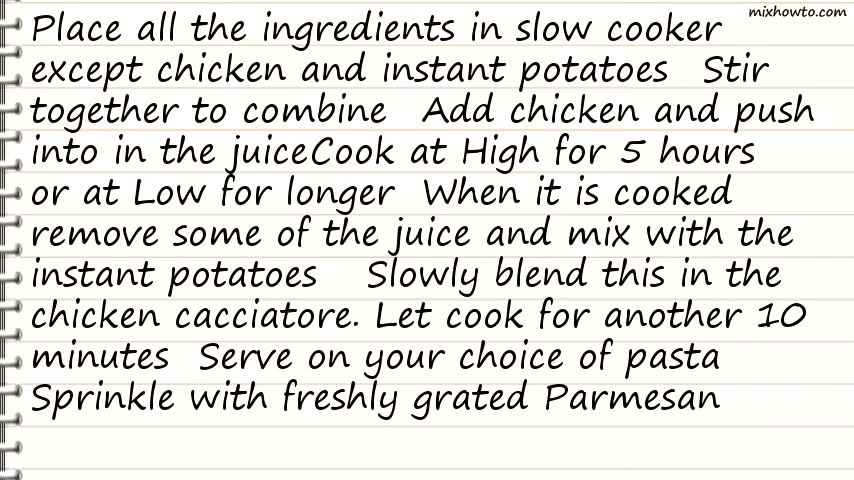 mixhowto.com
Place all the ingredients in slow cooker
except chicken and instant potatoes   Stir
together to combine   Add chicken and push
into in the juiceCook at High for 5 hours
or at Low for longer  When it is cooked
remove some of the juice and mix with the
instant potatoes    Slowly blend this in the
chicken cacciatore. Let cook for another 10
minutes  Serve on your choice of pasta
Sprinkle with freshly grated Parmesan